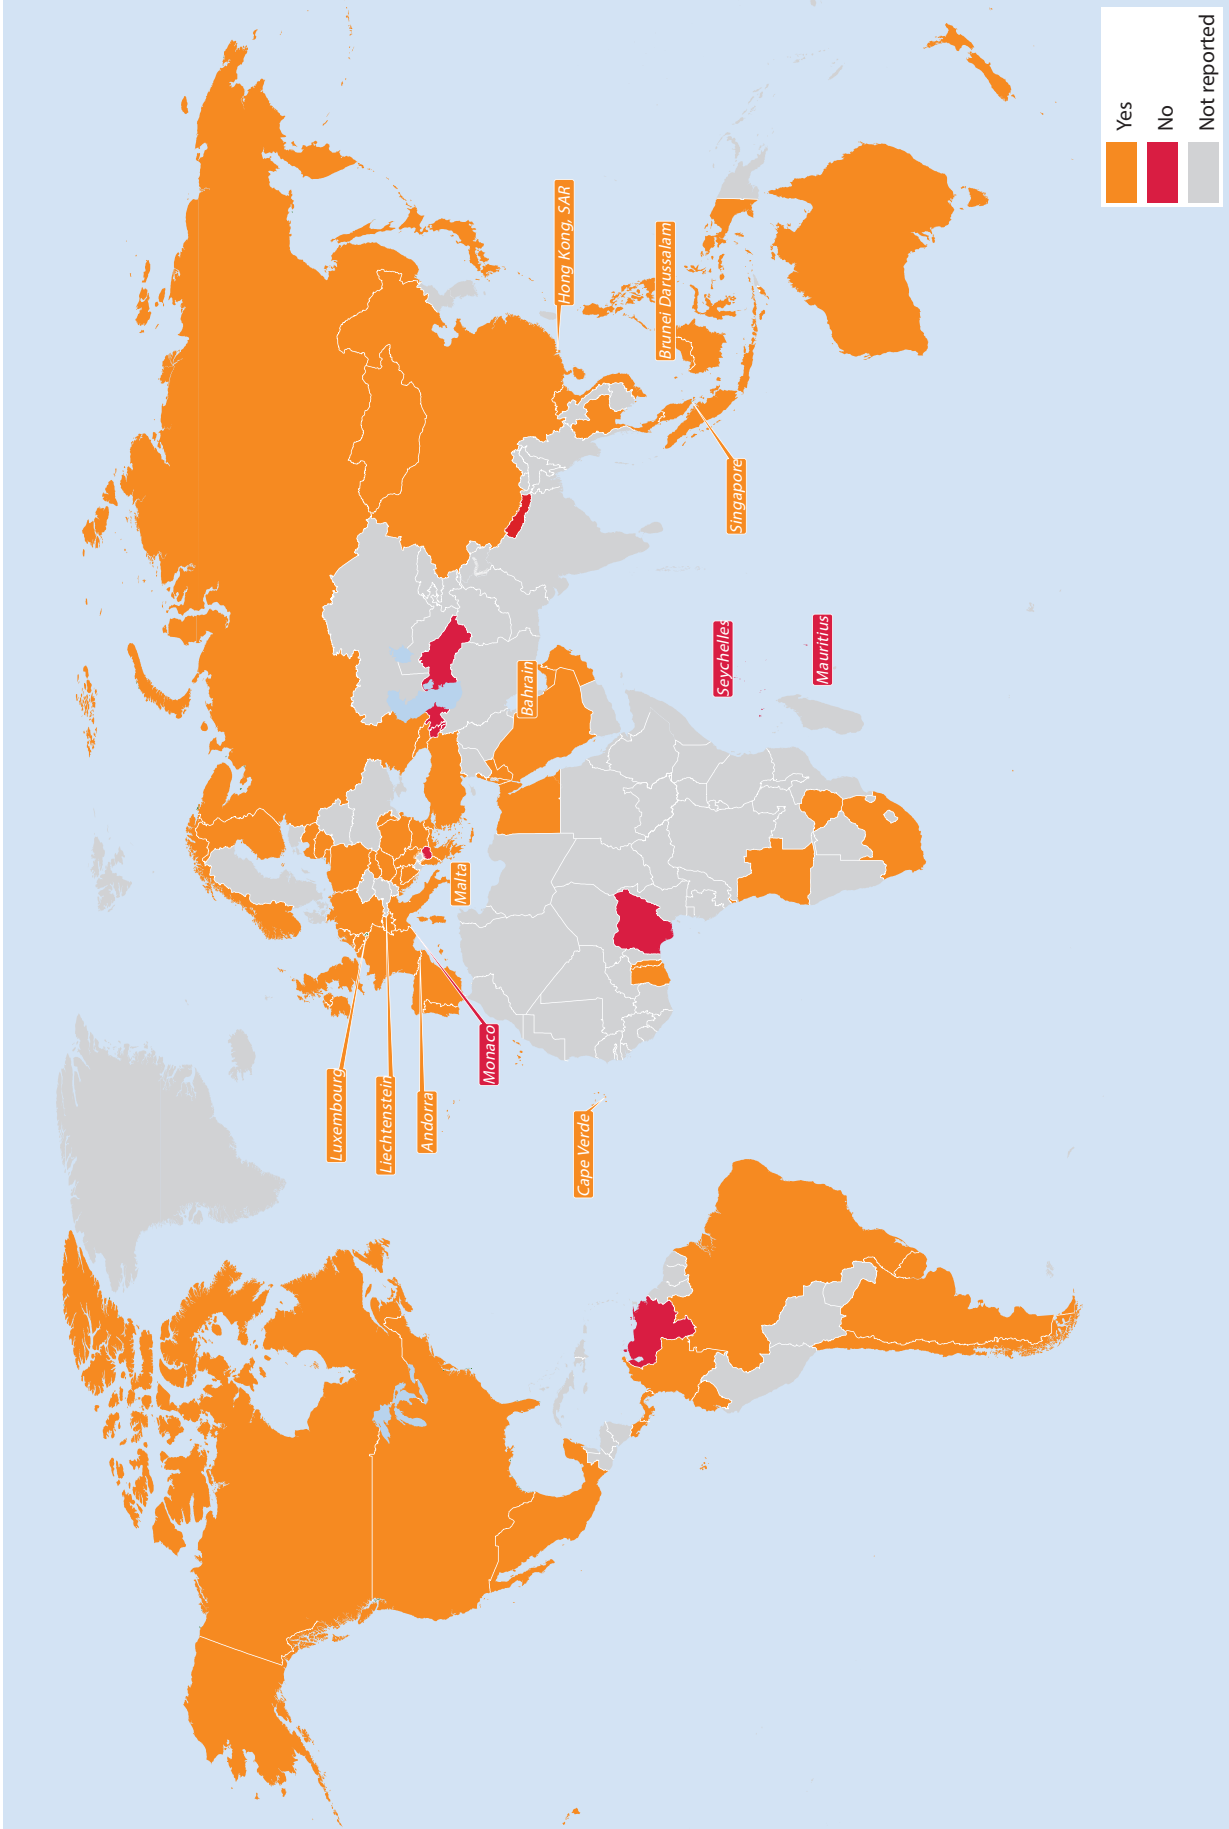 Luxembourg
Liechtenstein
Andorra
Monaco
Malta
Cape Verde
Bahrain
Hong Kong, SAR
Brunei Darussalam
Singapore
Seychelles
Mauritius
Yes
No
Not reported